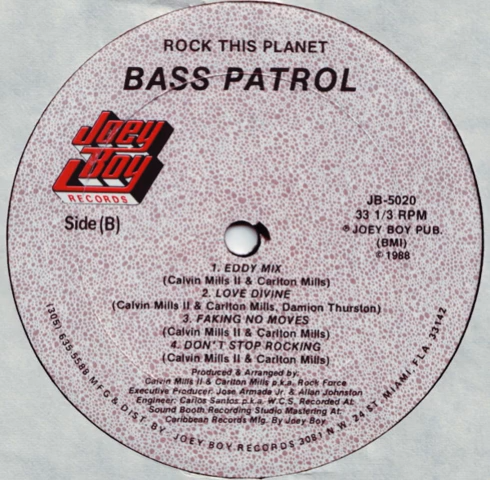 ROCK THIS PLANET
BASS PATROL
Joey
Boy
RECORDS
Side (B)
JB-5020
33 1/3 RPM
℗ JOEY BOY PUB.
(BMI)
© 1988
1. EDDY MIX
(Calvin Mills II & Carlton Mills)
2. LOVE DIVINE
(Calvin Mills II & Carlton Mills, Damion Thurston)
3. FAKING NO MOVES
(Calvin Mills II & Carlton Mills)
4. DON'T STOP ROCKING
(Calvin Mills II & Carlton Mills)
Produced & Arranged by:
Calvin Mills II & Carlton Mills p.k.a. Rock Force
Executive Producer: Jose Armada Jr. & Allan Johnston
Engineer: Carlos Santos p.k.a. W.C.S. Recorded At:
Sound Booth Recording Studio Mastering At:
Caribbean Records Mfg. By Joey Boy
(305) 635-5588 MFG & DIST. BY JOEY BOY RECORDS 3081 N.W. 24 ST. MIAMI, FLA. 33142